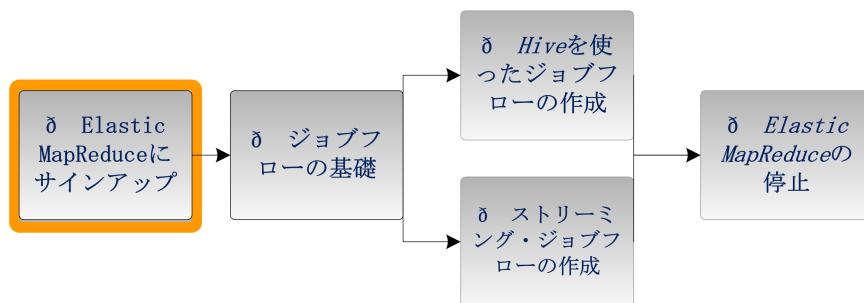 ð Elastic
MapReduceに
サインアップ
ð ジョブフ
ローの基礎
ð Hiveを使
ったジョブフ
ローの作成
ð ストリーミ
ング・ジョブフ
ローの作成
ð Elastic
MapReduceの
停止